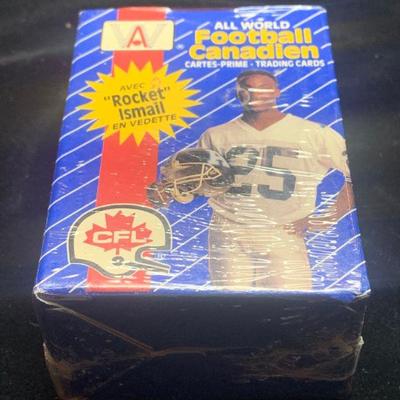 AW
®
ALL WORLD
Football
Canadien
CARTES-PRIME - TRADING CARDS
AVEC
"Rocket"
Ismail
EN VEDETTE
25
CFL